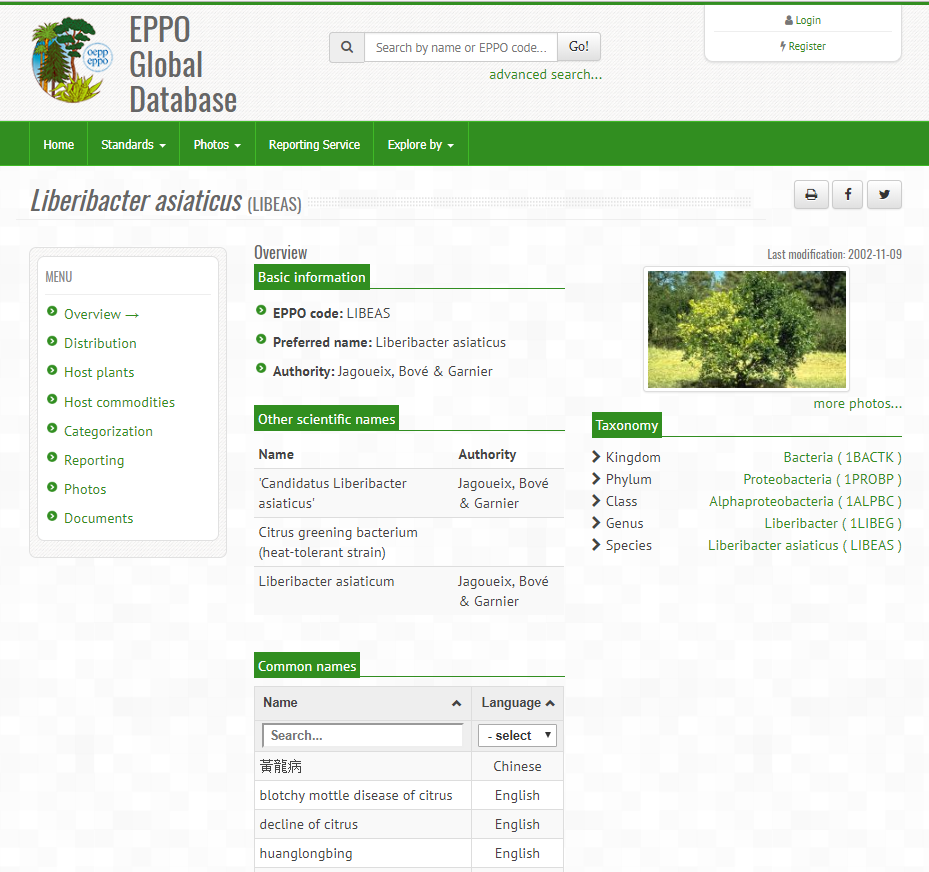 EPPO
Global
Database
oepp
eppo
Search by name or EPPO code...
Go!
advanced search...
Login
Register
Home
Standards
Photos
Reporting Service
Explore by
Liberibacter asiaticus (LIBEAS)
MENU
Overview →
Distribution
Host plants
Host commodities
Categorization
Reporting
Photos
Documents
Overview
Basic information
EPPO code: LIBEAS
Preferred name: Liberibacter asiaticus
Authority: Jagoueix, Bové & Garnier
Other scientific names
Name Authority
'Candidatus Liberibacter Jagoueix, Bové
asiaticus' & Garnier
Citrus greening bacterium
(heat-tolerant strain)
Liberibacter asiaticum Jagoueix, Bové
& Garnier
Common names
Name Language
Search... - select
黃龍病 Chinese
blotchy mottle disease of citrus English
decline of citrus English
huanglongbing English
Last modification: 2002-11-09
more photos...
Taxonomy
Kingdom Bacteria ( 1BACTK )
Phylum Proteobacteria ( 1PROBP )
Class Alphaproteobacteria ( 1ALPBC )
Genus Liberibacter ( 1LIBEG )
Species Liberibacter asiaticus ( LIBEAS )